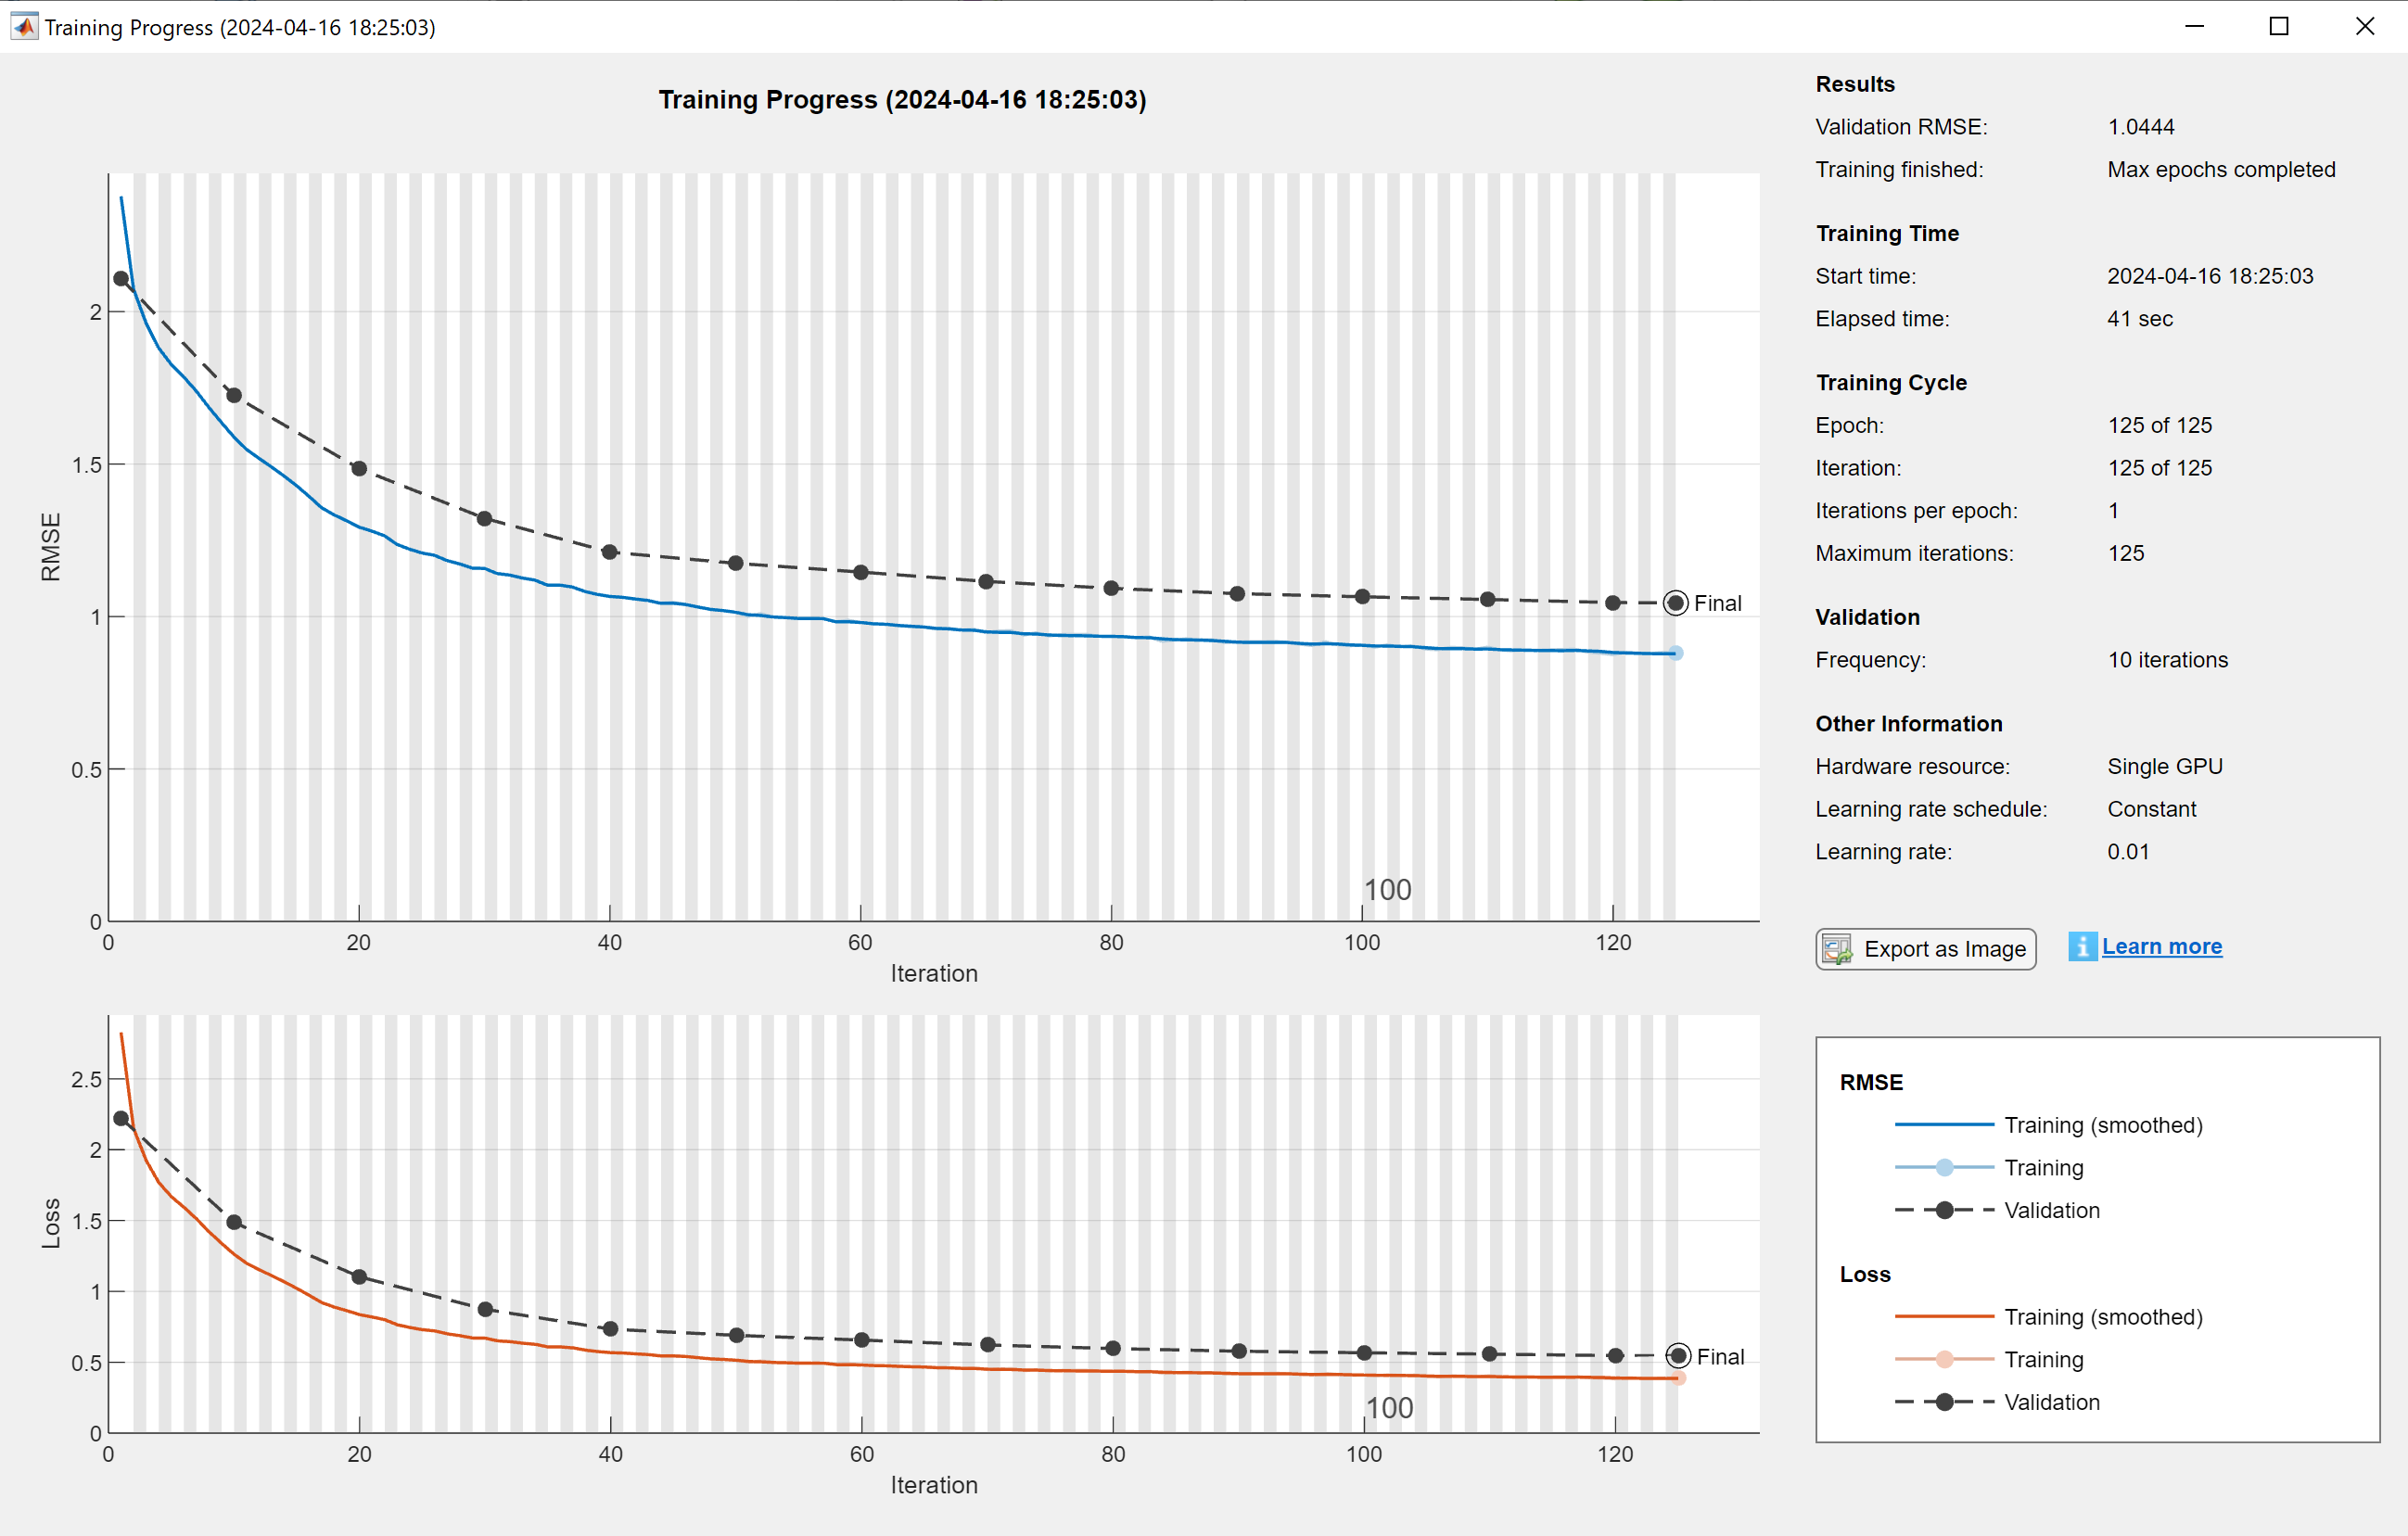 Training Progress (2024-04-16 18:25:03)
Training Progress (2024-04-16 18:25:03)
RMSE
2
1.5
1
0.5
0
Final
100
0 20 40 60 80 100 120
Iteration
Loss
2.5
2
1.5
1
0.5
0
Final
100
0 20 40 60 80 100 120
Iteration
Results
Validation RMSE: 1.0444
Training finished: Max epochs completed
Training Time
Start time: 2024-04-16 18:25:03
Elapsed time: 41 sec
Training Cycle
Epoch: 125 of 125
Iteration: 125 of 125
Iterations per epoch: 1
Maximum iterations: 125
Validation
Frequency: 10 iterations
Other Information
Hardware resource: Single GPU
Learning rate schedule: Constant
Learning rate: 0.01
Export as Image i Learn more
RMSE
Training (smoothed)
Training
Validation
Loss
Training (smoothed)
Training
Validation